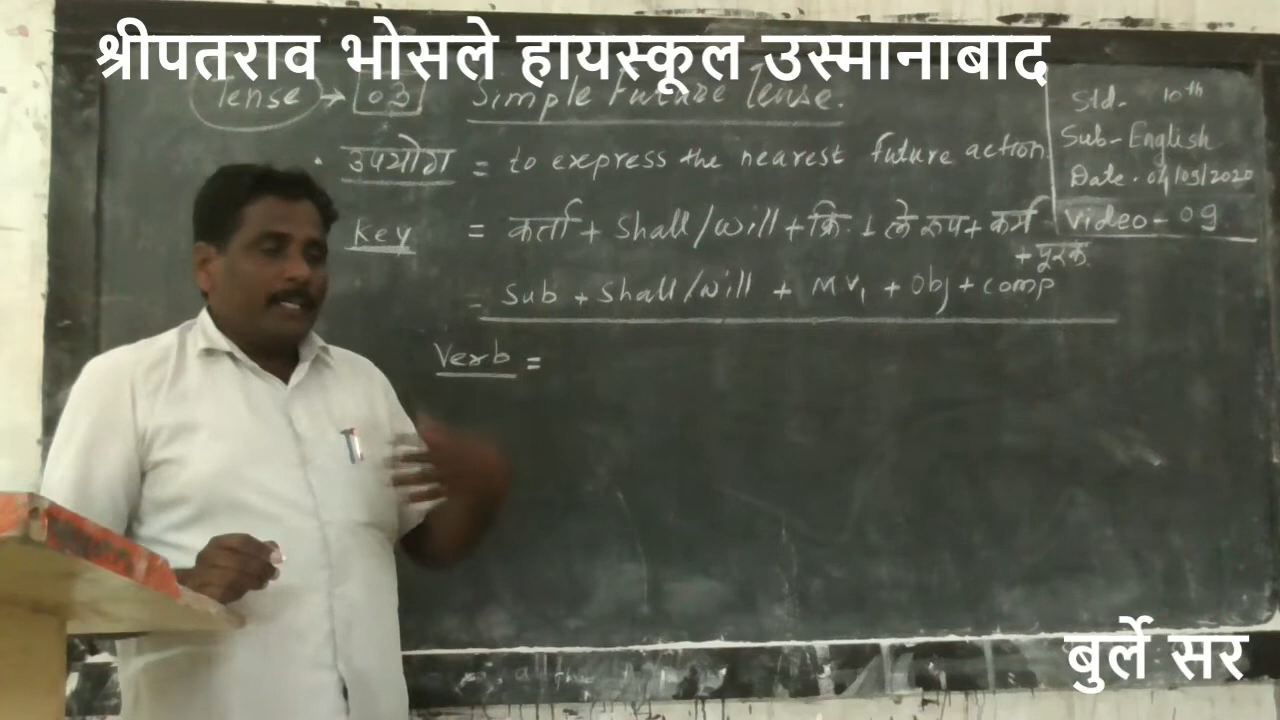 श्रीपतराव भोसले हायस्कूल उस्मानाबाद
Tense → 03 Simple Future Tense.
Std- 10th
Sub- English
Date. 01/09/2020
Video - 09
• उपयोग = to express the nearest future action
Key = कर्ता + Shall/will + क्रि. 1 ले रूप + कर्म
+ पूरक.
= Sub + Shall/will + MV1 + Obj + comp
Verb =
बुर्ले सर